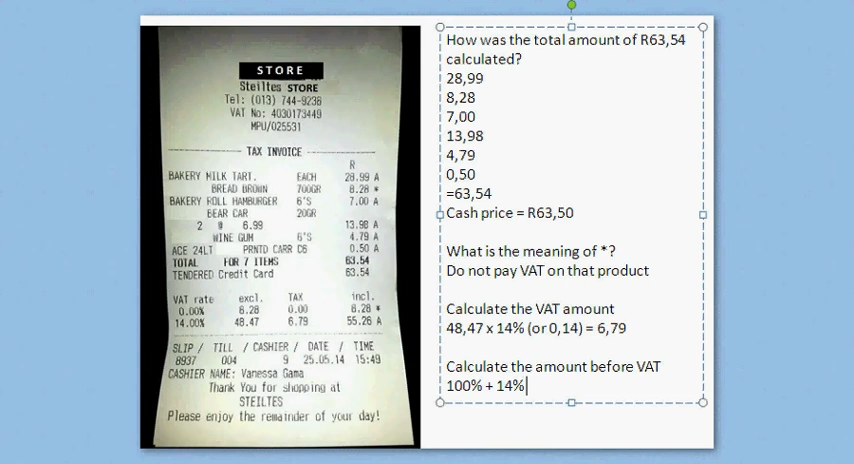 STORE
Steiltes STORE
Tel: (013) 744-9238
VAT No: 4030173449
MPU/025531
TAX INVOICE
R
BAKERY MILK TART. EACH 28.99 A
BREAD BROWN 700GR 8.28 *
BAKERY ROLL HAMBURGER 6'S 7.00 A
BEAR CAR 20GR
2 @ 6.99 13.98 A
WINE GUM 6'S 4.79 A
ACE 24LT PRNTD CARR C6 0.50 A
TOTAL FOR 7 ITEMS 63.54
TENDERED Credit Card 63.54
VAT rate excl. TAX incl.
0.00% 8.28 0.00 8.28 *
14.00% 48.47 6.79 55.26 A
SLIP / TILL / CASHIER / DATE / TIME
8937 004 9 25.05.14 15:49
CASHIER NAME: Vanessa Gama
Thank You for shopping at
STEILTES
Please enjoy the remainder of your day!
How was the total amount of R63,54
calculated?
28,99
8,28
7,00
13,98
4,79
0,50
=63,54
Cash price = R63,50
What is the meaning of *?
Do not pay VAT on that product
Calculate the VAT amount
48,47 x 14% (or 0,14) = 6,79
Calculate the amount before VAT
100% + 14%